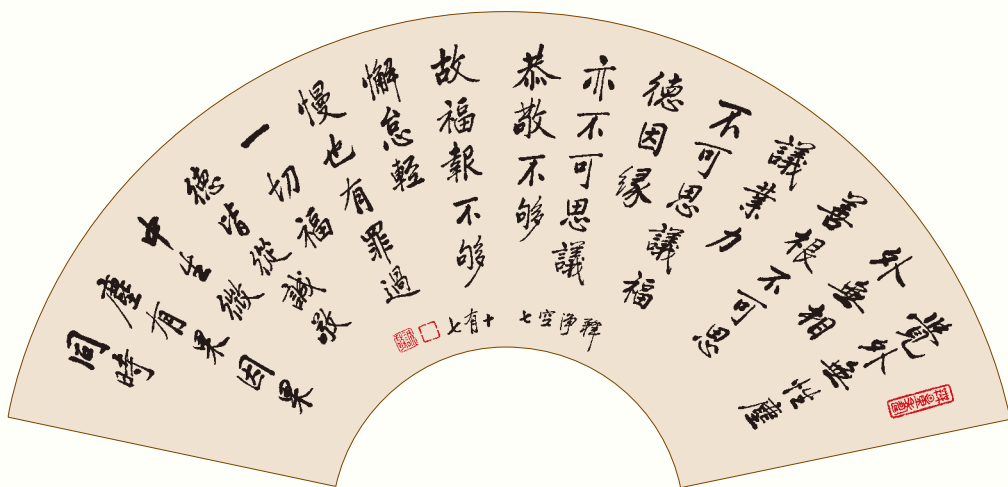 覺外無性塵
外無相
善根不可思
議業力
不可思議福
德因緣
亦不可思議
恭敬不够
故福報不够
懈怠輕
慢也有罪過
一切福
德皆從誠敬
中生微
塵有果因果
同時
釋淨空七十有七